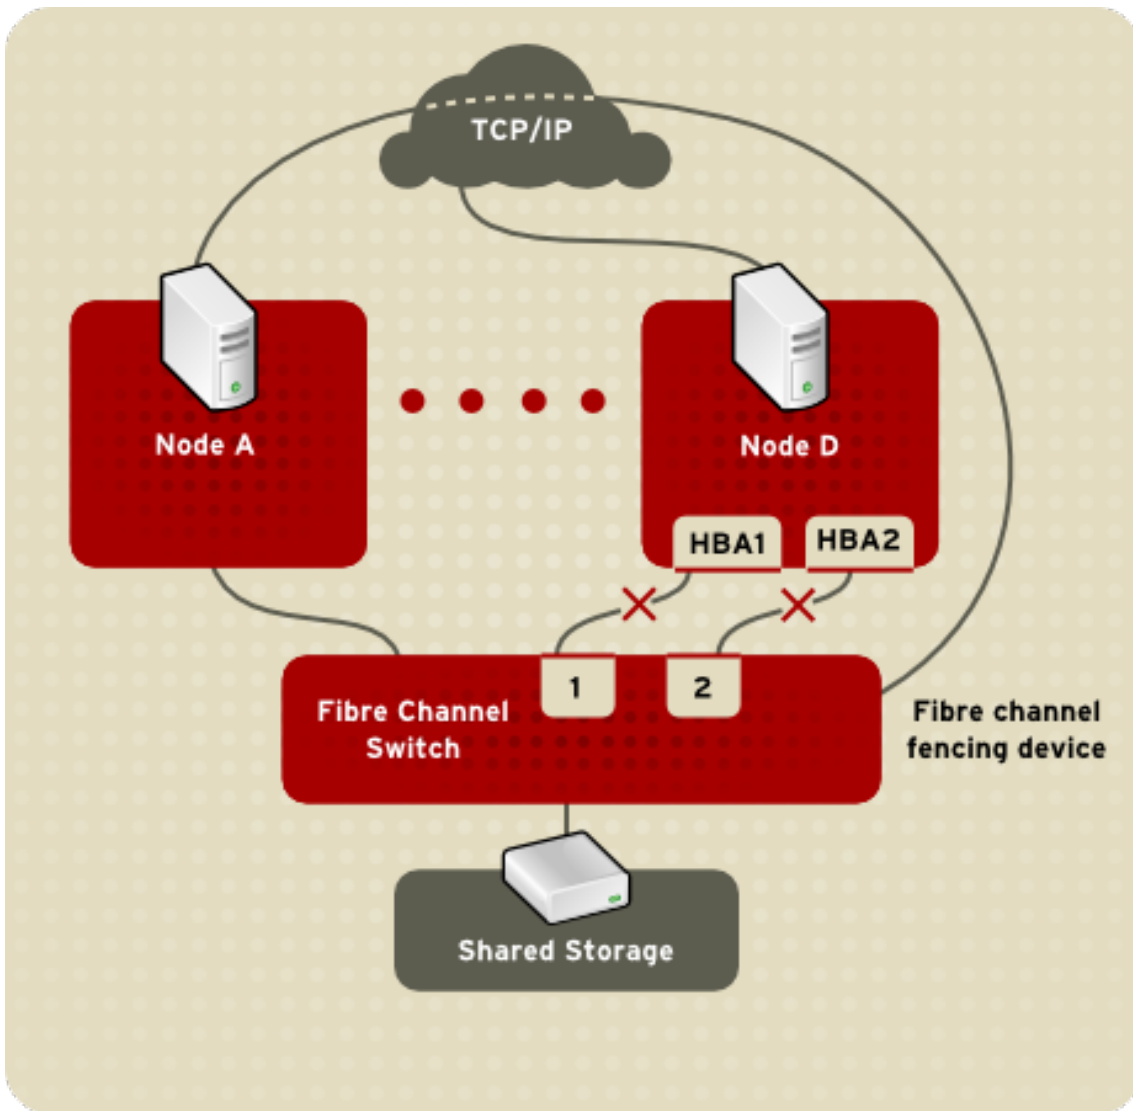 TCP/IP
Node A
Node D
HBA1
HBA2
1
2
Fibre Channel
Switch
Fibre channel
fencing device
Shared Storage